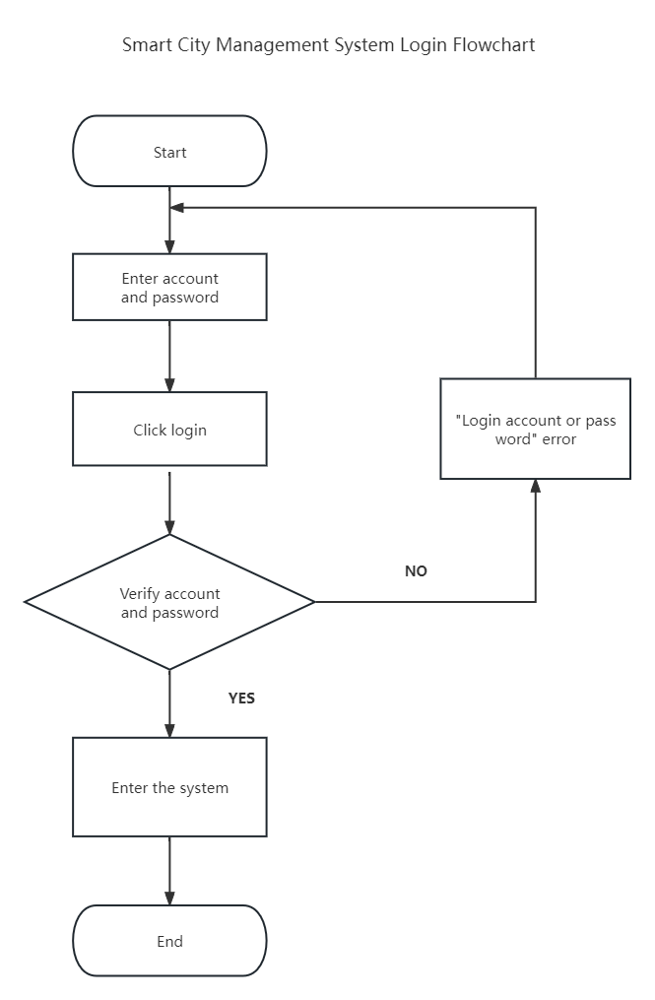 Smart City Management System Login Flowchart
Start
Enter account
and password
Click login
"Login account or pass
word" error
Verify account
and password
NO
YES
Enter the system
End